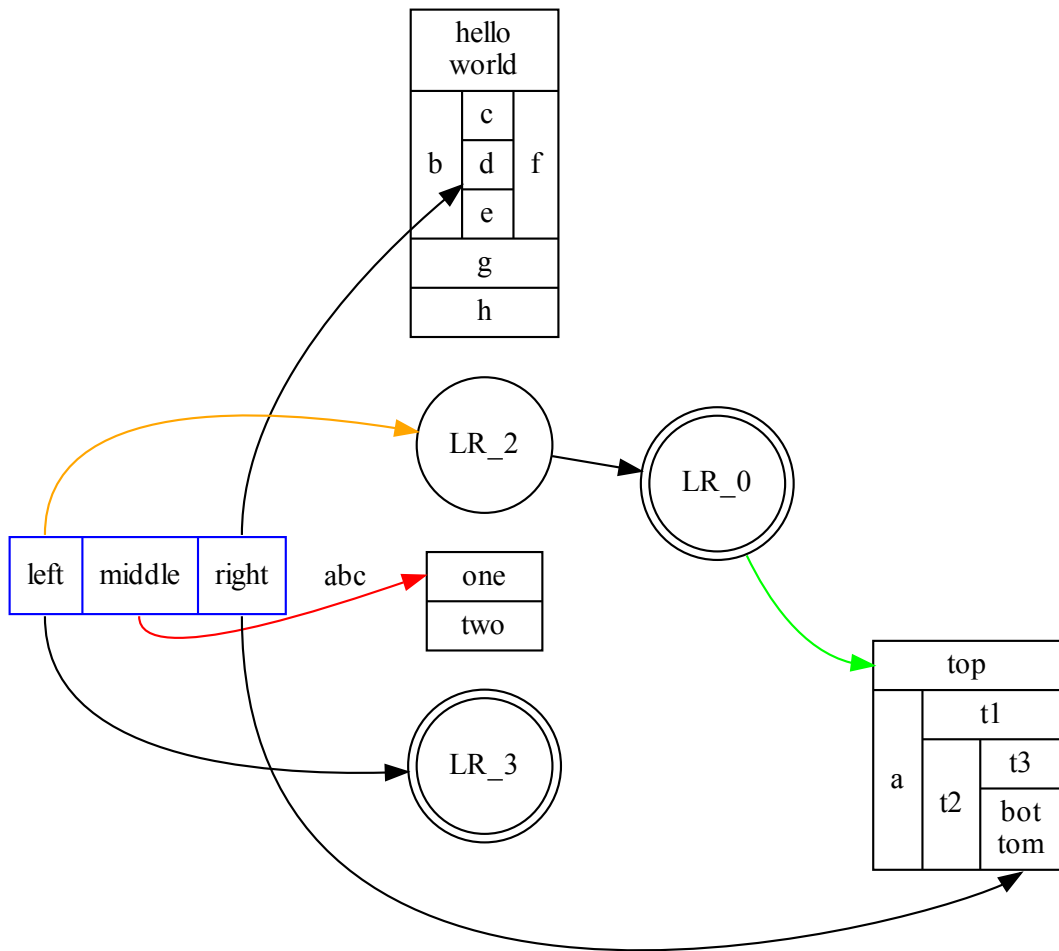 hello
world
c
b
d
f
e
g
h
LR_2
LR_0
left
middle
right
abc
one
two
top
t1
a
t2
t3
bot
tom
LR_3